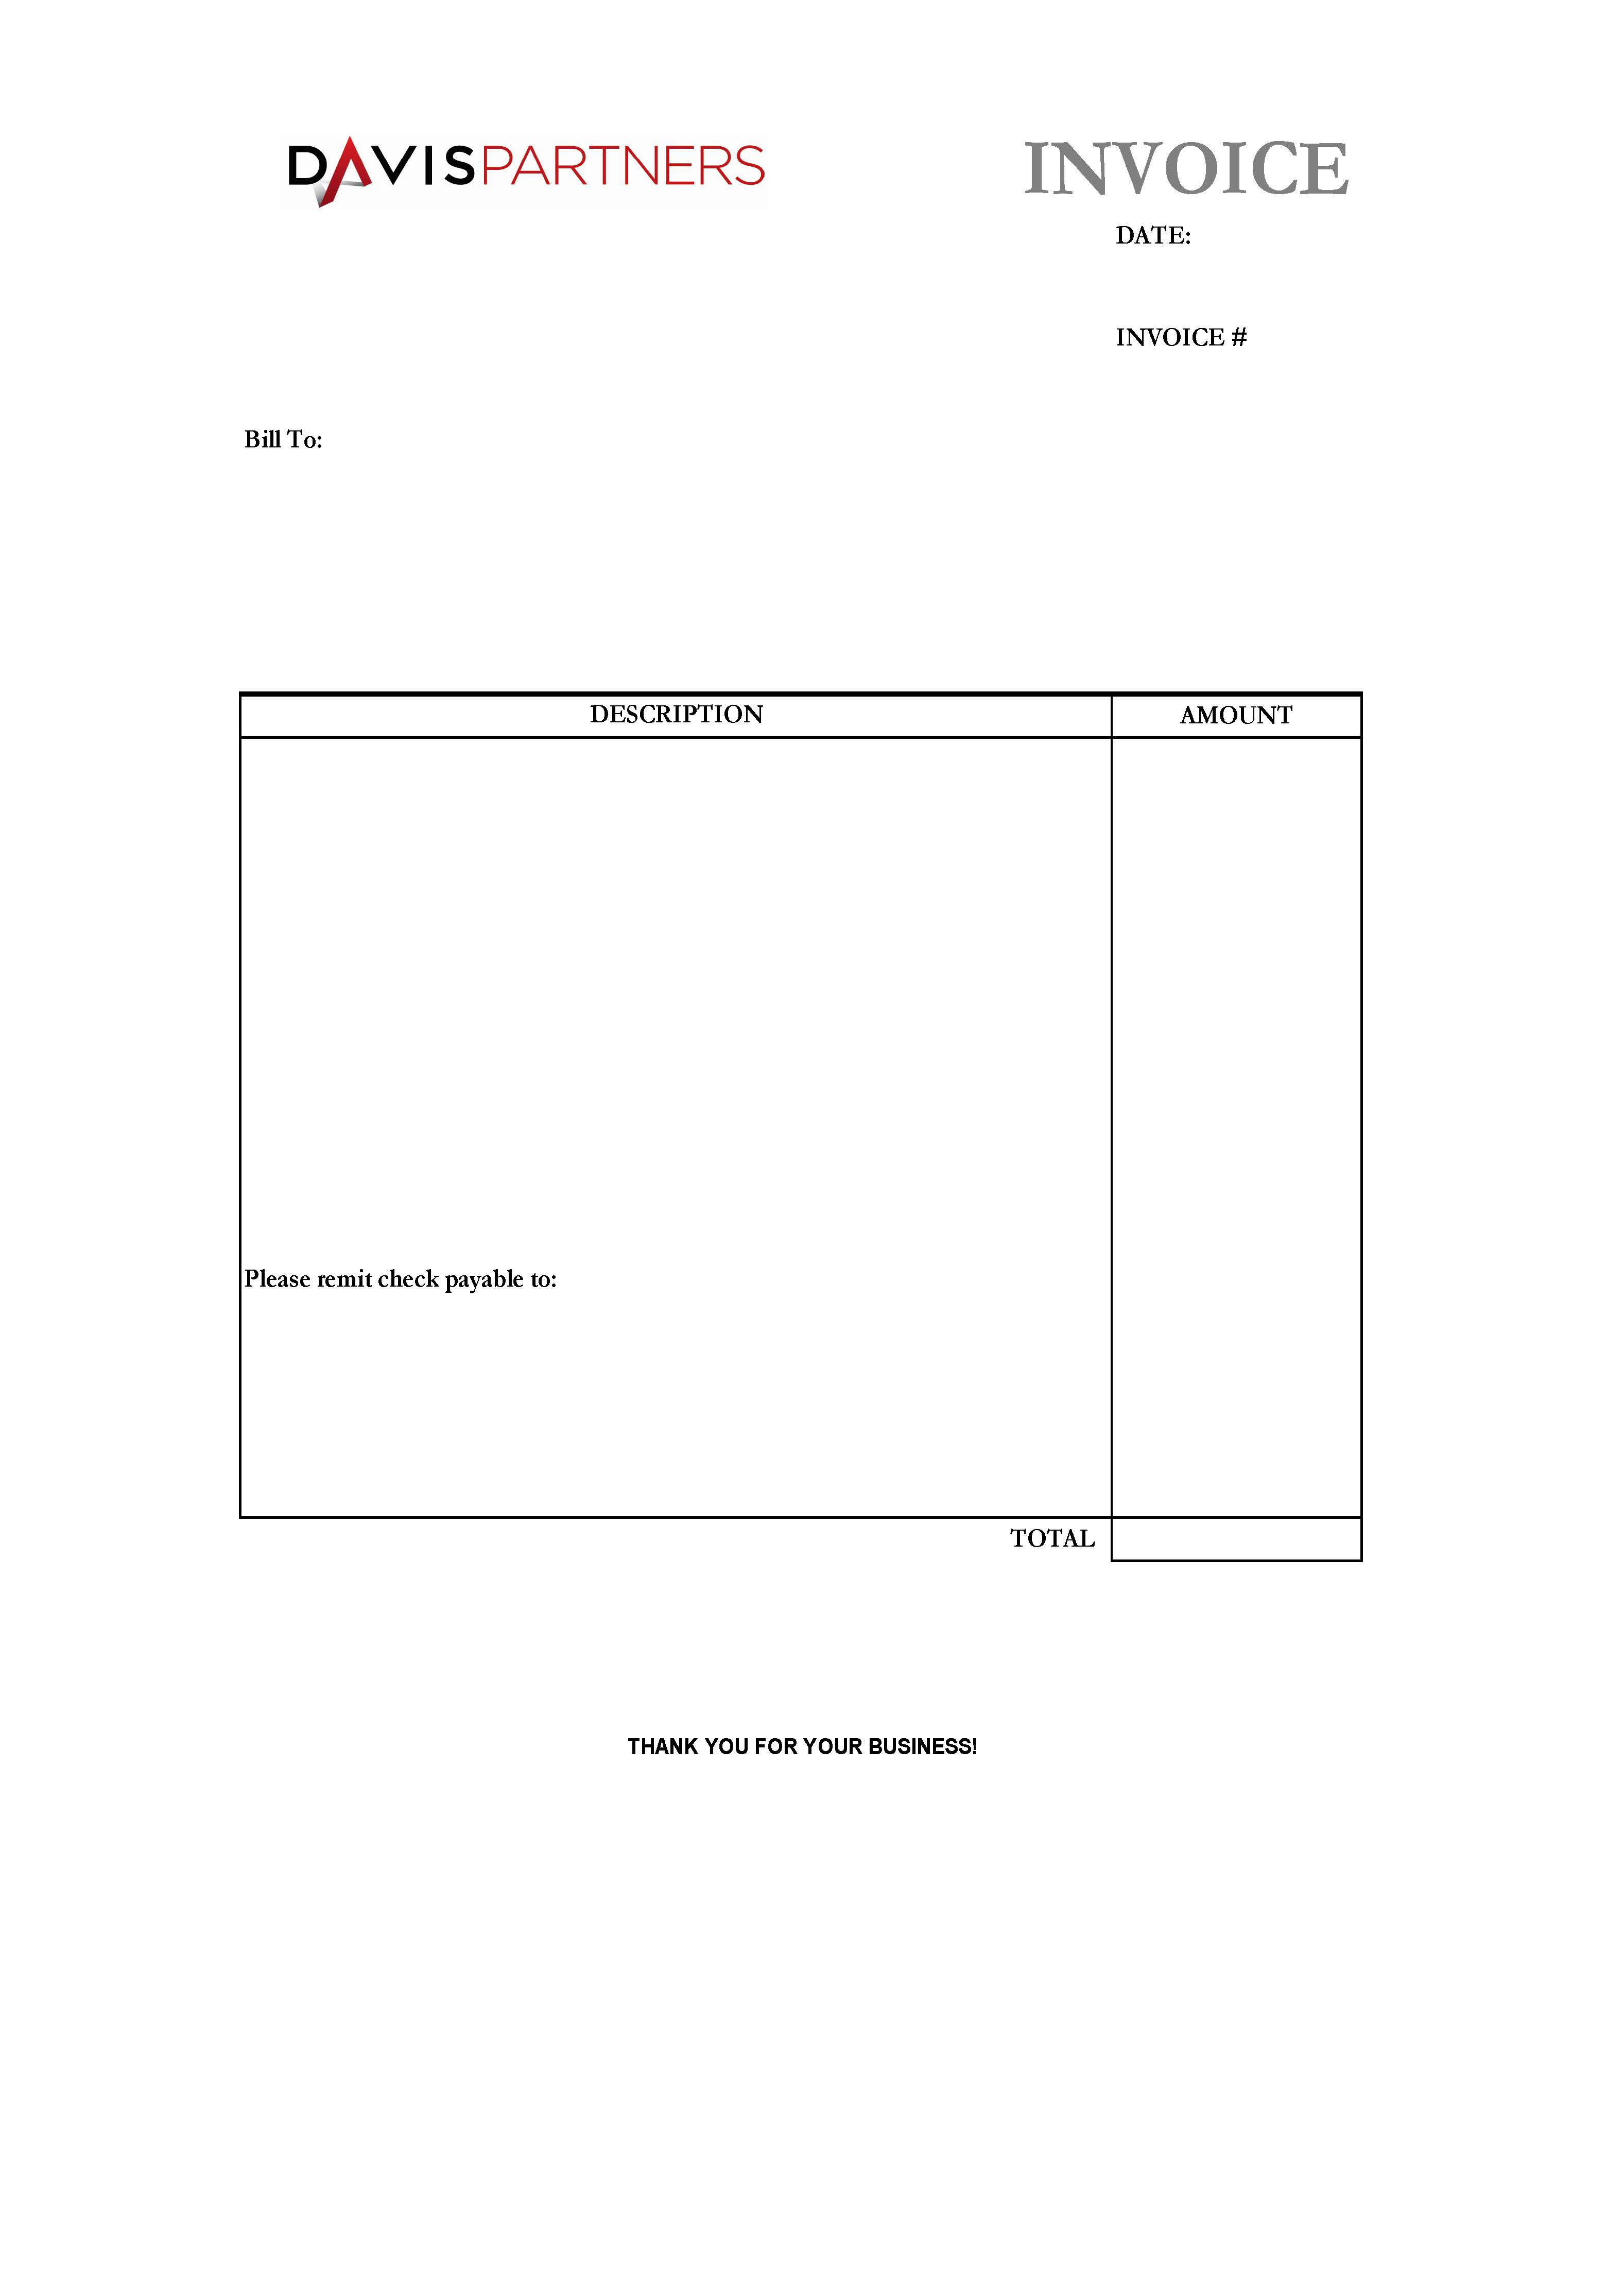 DAVISPARTNERS
INVOICE
DATE:
INVOICE #
Bill To:
DESCRIPTION
AMOUNT
Please remit check payable to:
TOTAL
THANK YOU FOR YOUR BUSINESS!